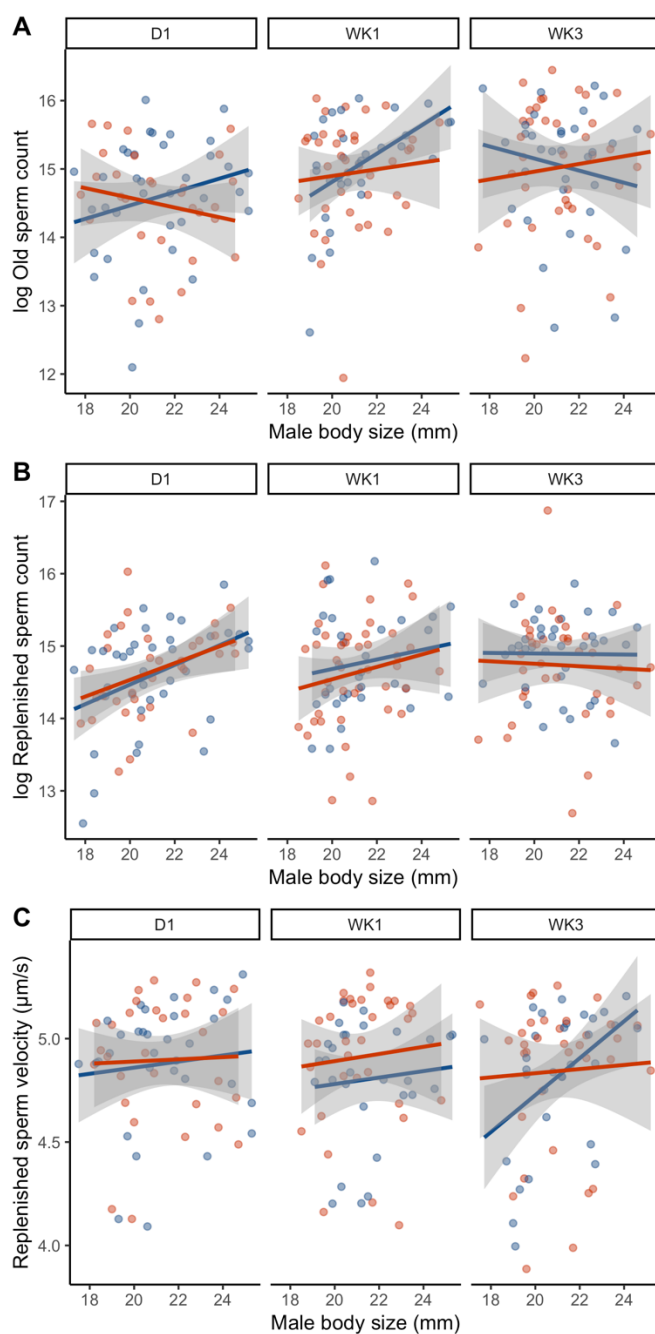 A
D1 WK1 WK3
log Old sperm count
16
15
14
13
12
18 20 22 24 18 20 22 24 18 20 22 24
Male body size (mm)
B
D1 WK1 WK3
log Replenished sperm count
17
16
15
14
13
18 20 22 24 18 20 22 24 18 20 22 24
Male body size (mm)
C
D1 WK1 WK3
Replenished sperm velocity (µm/s)
5.0
4.5
4.0
18 20 22 24 18 20 22 24 18 20 22 24
Male body size (mm)